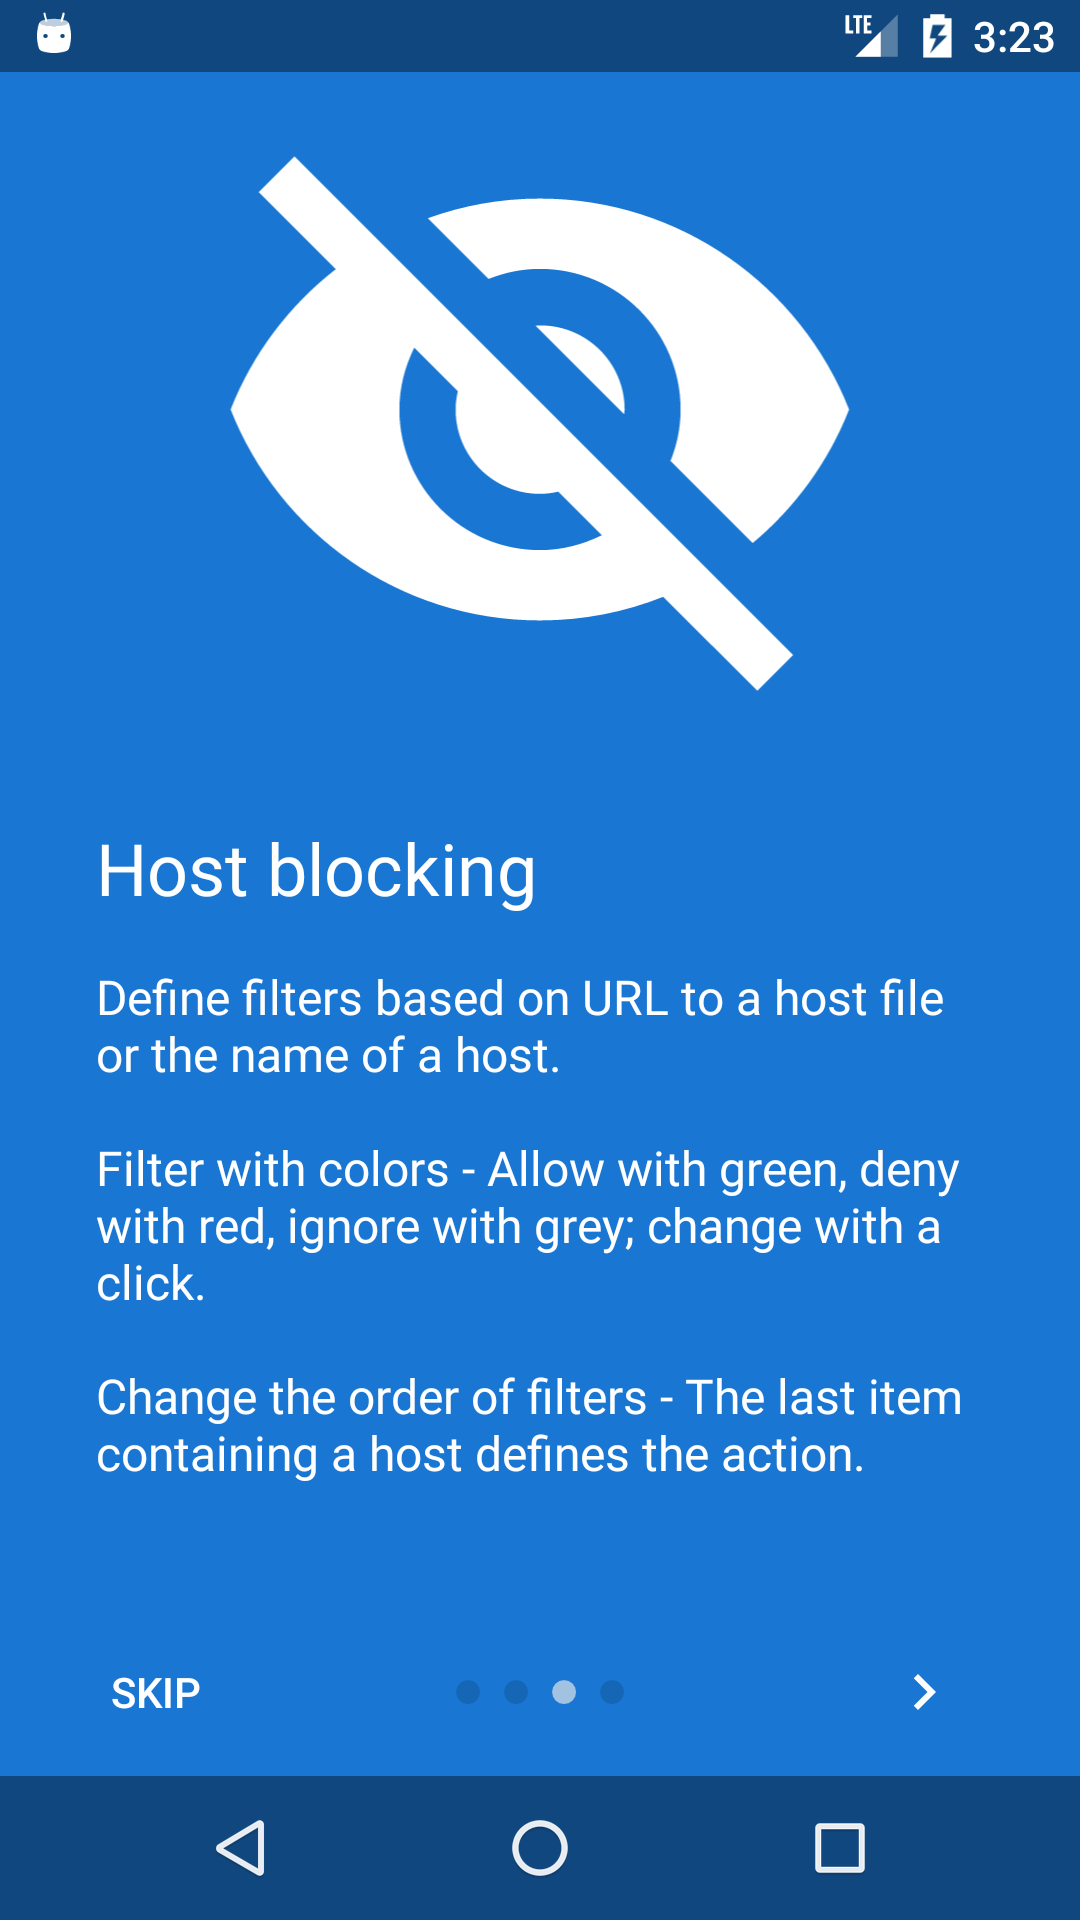 LTE 3:23
Host blocking
Define filters based on URL to a host file
or the name of a host.
Filter with colors - Allow with green, deny
with red, ignore with grey; change with a
click.
Change the order of filters - The last item
containing a host defines the action.
SKIP